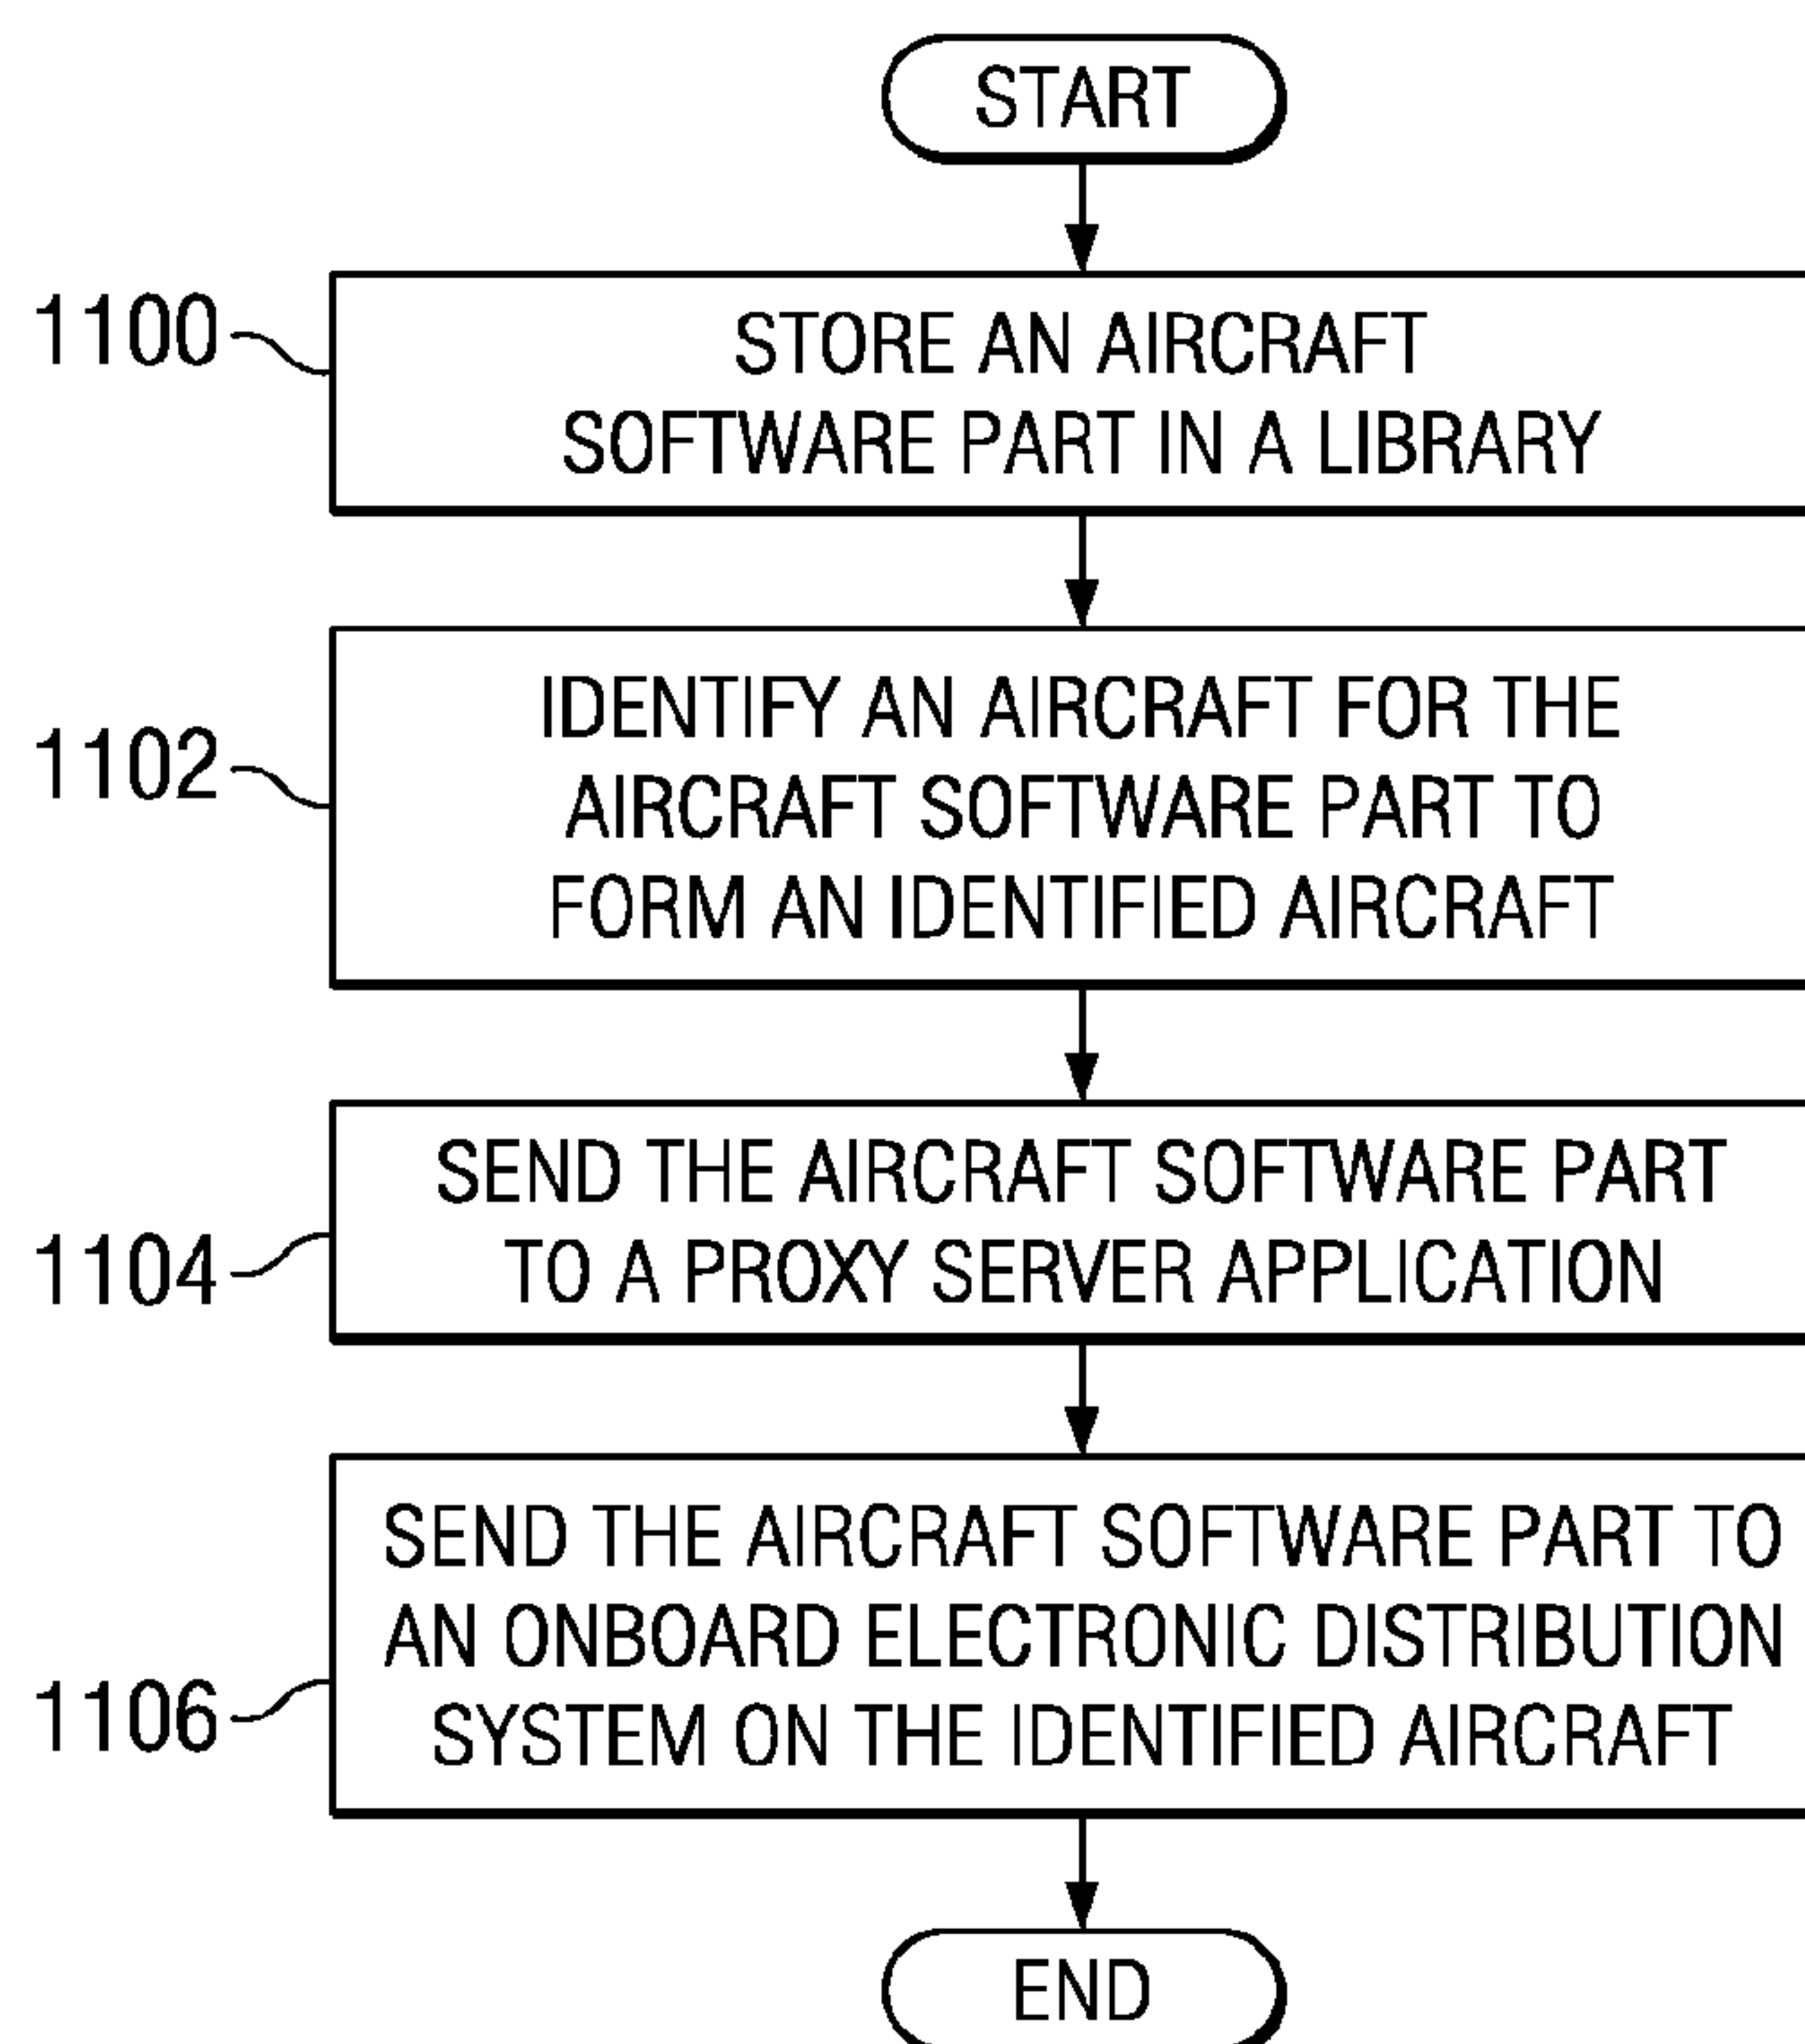 START
1100
STORE AN AIRCRAFT
SOFTWARE PART IN A LIBRARY
1102
IDENTIFY AN AIRCRAFT FOR THE
AIRCRAFT SOFTWARE PART TO
FORM AN IDENTIFIED AIRCRAFT
1104
SEND THE AIRCRAFT SOFTWARE PART
TO A PROXY SERVER APPLICATION
1106
SEND THE AIRCRAFT SOFTWARE PART TO
AN ONBOARD ELECTRONIC DISTRIBUTION
SYSTEM ON THE IDENTIFIED AIRCRAFT
END